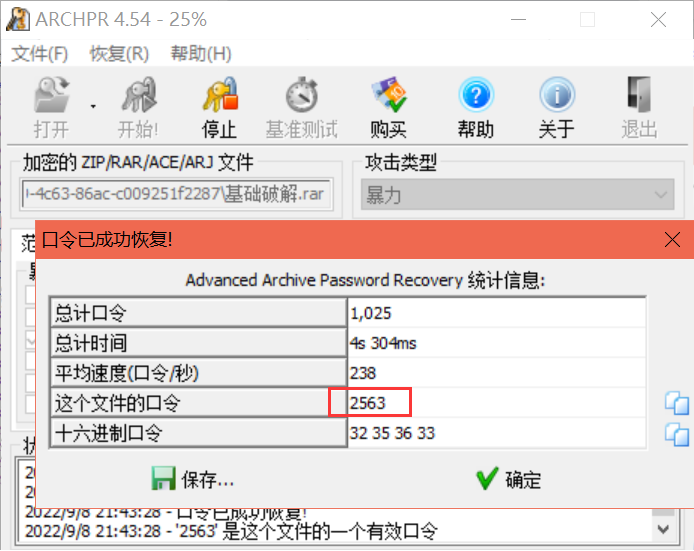 ARCHPR 4.54 - 25%
文件(F) 恢复(R) 帮助(H)
打开 开始! 停止 基准测试 购买 帮助 关于 退出
加密的 ZIP/RAR/ACE/ARJ 文件 攻击类型
-4c63-86ac-c009251f2287\基础破解.rar 暴力
口令已成功恢复!
Advanced Archive Password Recovery 统计信息:
总计口令 1,025
总计时间 4s 304ms
平均速度(口令/秒) 238
这个文件的口令 2563
十六进制口令 32 35 36 33
保存... 确定
2022/9/8 21:43:28 - 口令已成功恢复!
2022/9/8 21:43:28 - '2563' 是这个文件的一个有效口令